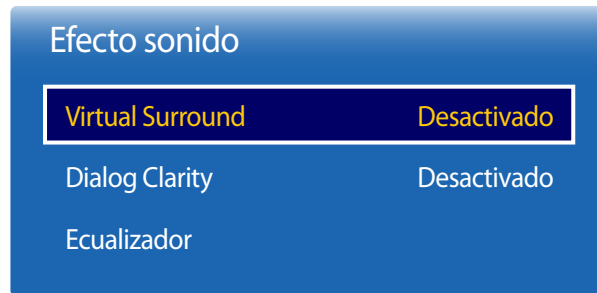 Efecto sonido
Virtual Surround Desactivado
Dialog Clarity Desactivado
Ecualizador